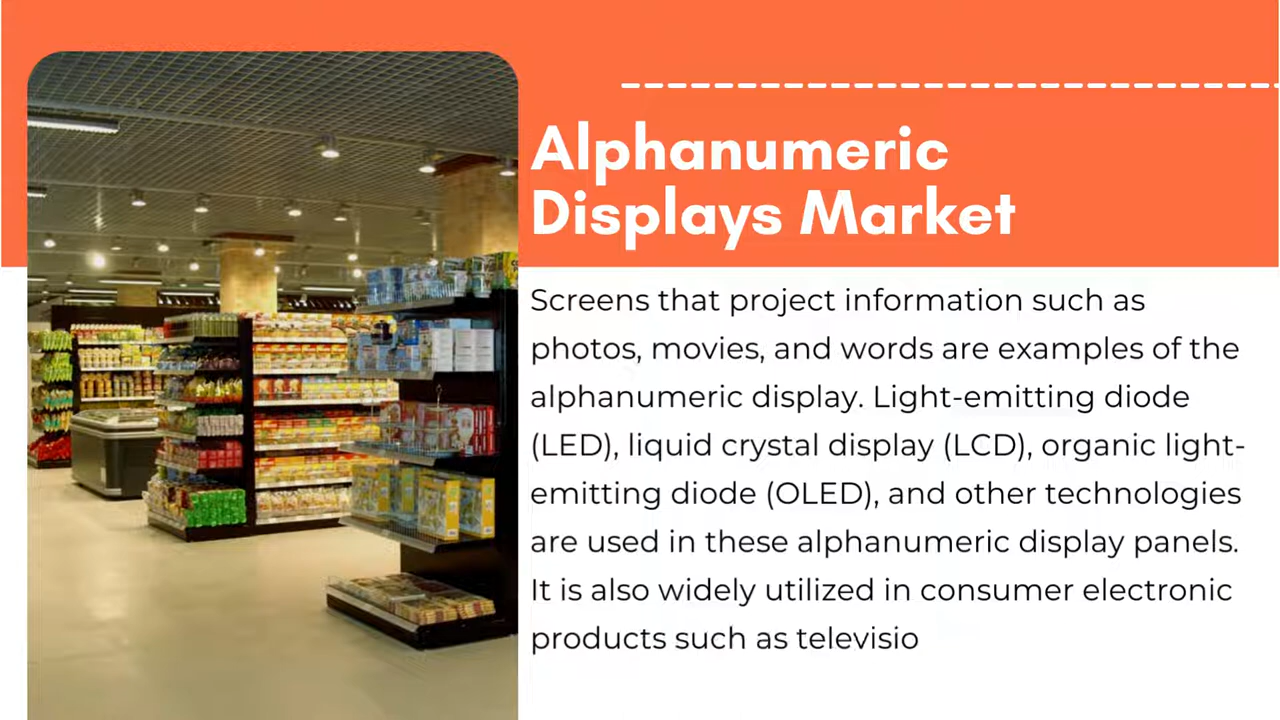 Alphanumeric
Displays Market
Screens that project information such as
photos, movies, and words are examples of the
alphanumeric display. Light-emitting diode
(LED), liquid crystal display (LCD), organic light-
emitting diode (OLED), and other technologies
are used in these alphanumeric display panels.
It is also widely utilized in consumer electronic
products such as televisio